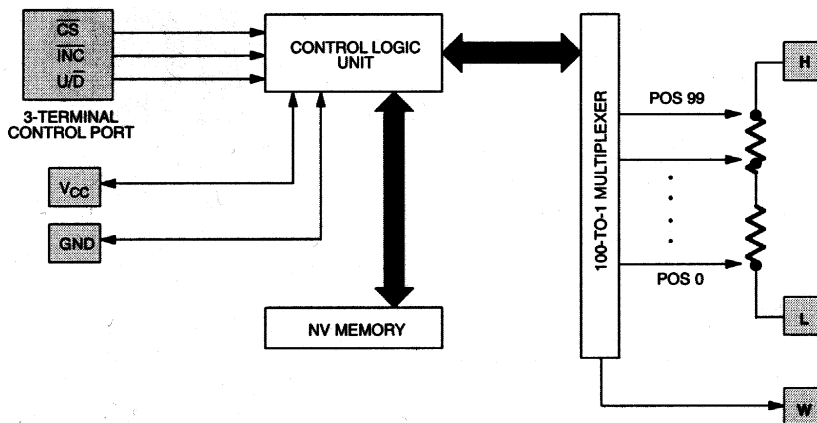 CS
INC
U/D
3-TERMINAL
CONTROL PORT
CONTROL LOGIC
UNIT
VCC
GND
NV MEMORY
100-TO-1 MULTIPLEXER
POS 99
POS 0
H
L
W